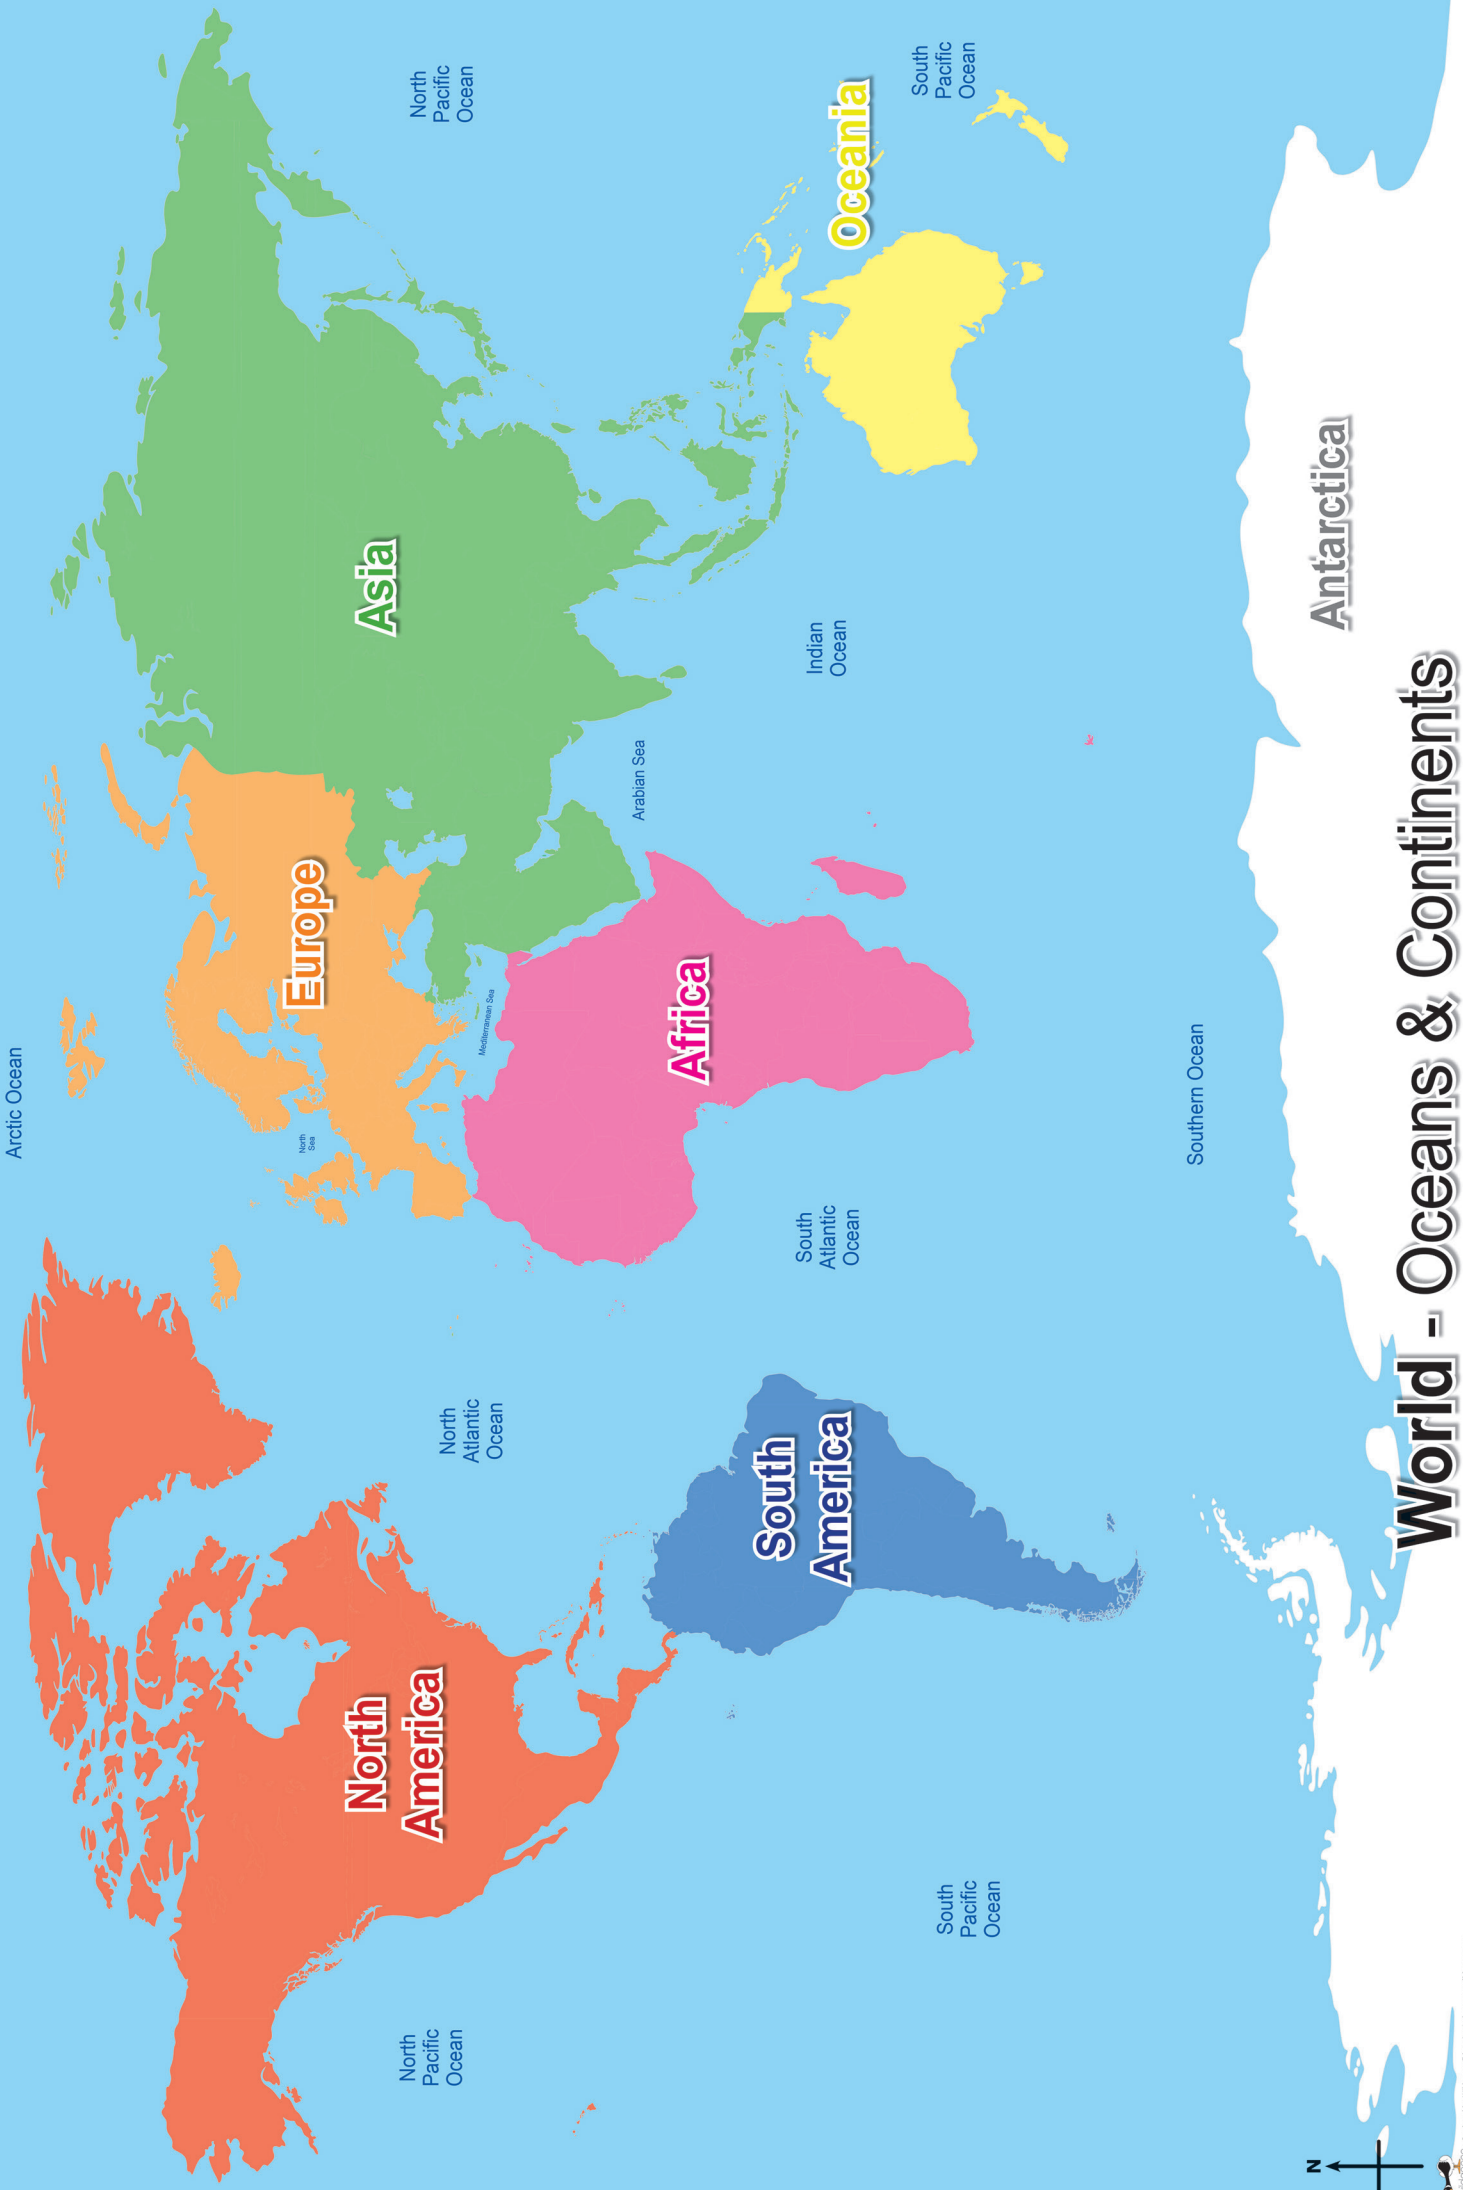 Arctic Ocean
North
America
Europe
Asia
North
Sea
North
Pacific
Ocean
North
Atlantic
Ocean
Mediterranean Sea
North
Pacific
Ocean
Arabian Sea
Africa
South
America
South
Atlantic
Ocean
Indian
Ocean
Oceania
South
Pacific
Ocean
South
Pacific
Ocean
Southern Ocean
Antarctica
N
World - Oceans & Continents